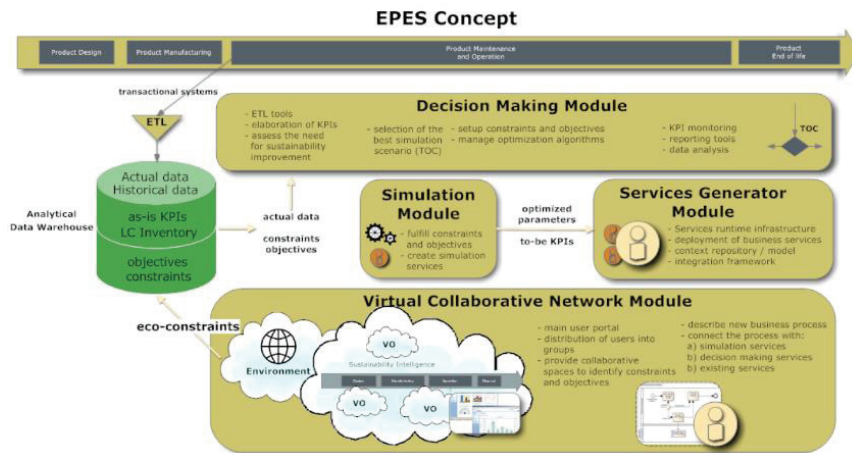 EPES Concept
Product Design
Product Manufacturing
Product Maintenance
and Operation
Product
End of life
transactional systems
ETL
Decision Making Module
- ETL tools
- elaboration of KPIs
- assess the need
for sustainability
improvement
- selection of the
best simulation
scenario (TOC)
- setup constraints and objectives
- manage optimization algorithms
- KPI monitoring
- reporting tools
- data analysis
TOC
Actual data
Historical data
as-is KPIs
LC Inventory
objectives
constraints
Analytical
Data Warehouse
actual data
constraints
objectives
Simulation
Module
- fulfill constraints
and objectives
- create simulation
services
optimized
parameters
to-be KPIs
Services Generator
Module
- Services runtime infrastructure
- deployment of business services
- context repository / model
- integration framework
eco-constraints
Virtual Collaborative Network Module
Environment
VO
Sustainability Intelligence
VO
VO
- main user portal
- distribution of users into
groups
- provide collaborative
spaces to identify constraints
and objectives
- describe new business process
- connect the process with:
a) simulation services
b) decision making services
b) existing services